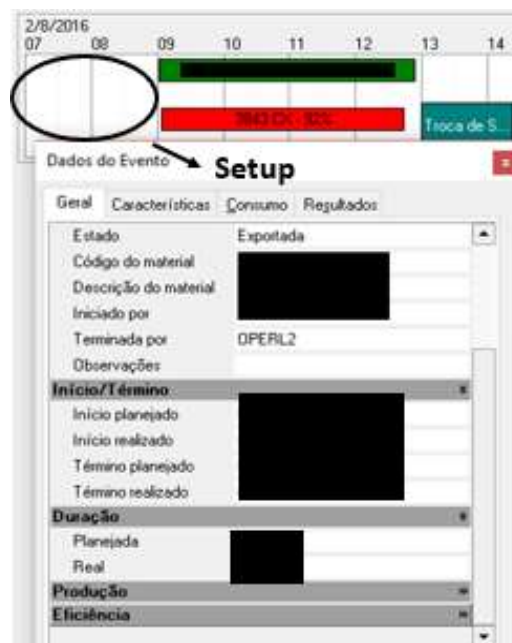 2/8/2016
07 08 09 10 11 12 13 14
Troca de S...
Dados do Evento
Setup
Geral Características Consumo Resultados
Estado Exportada
Código do material
Descrição do material
Iniciado por
Terminada por OPERL2
Observações
Início/Término
Início planejado
Início realizado
Término planejado
Término realizado
Duração
Planejada
Real
Produção
Eficiência